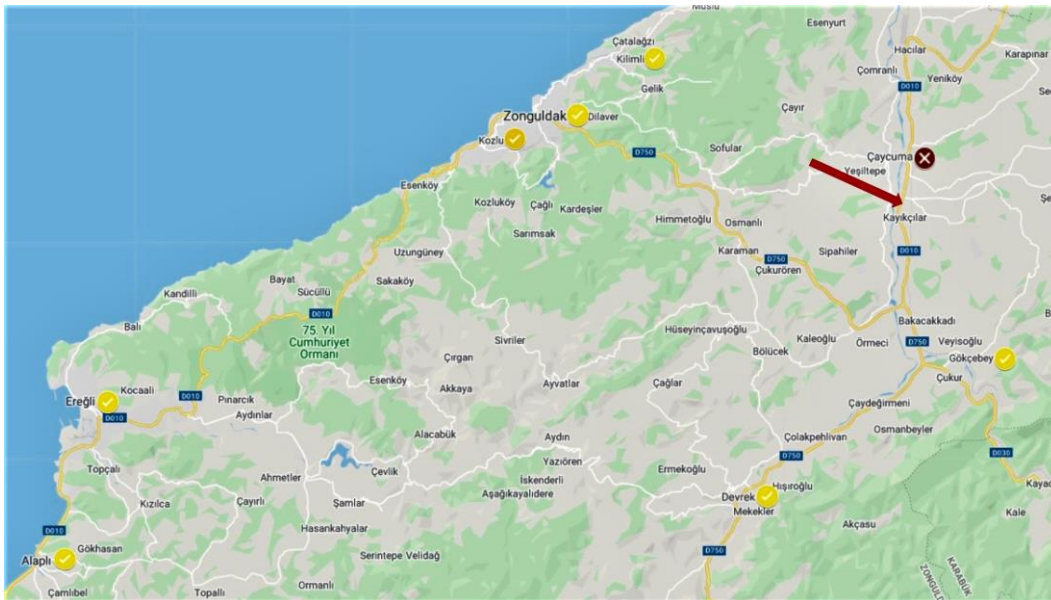 Muslu
Esenyurt
Çatalağzı
Kilimli
Hacılar
Karapınar
Çomranlı
Yeniköy
Gelik
D010
Çayır
Zonguldak
Dilaver
Kozlu
D750
Sofular
Çaycuma
Yeşiltepe
Esenköy
Kozluköy
Çağlı
Kardeşler
Kayıkçılar
Himmetoğlu
Osmanlı
Sarımsak
Uzungüney
Karaman
Sipahiler
D010
D750
Çukurören
Bayat
Sakaköy
Sücüllü
Kandilli
D010
Balı
75. Yıl
Cumhuriyet
Ormanı
Sivriler
Hüseyinçavuşoğlu
Bakacakkadı
Kaleoğlu
Örmeci
D750
Veyisoğlu
Bölücek
Gökçebey
Çırgan
Esenköy
Akkaya
Ayvatlar
Çağlar
Çukur
Kocaali
Ereğli
Pınarcık
D010
D010
Aydınlar
Çaydeğirmeni
Osmanbeyler
Alacabük
Aydın
Çolakpehlivan
D750
D030
Yazıören
Topçalı
Çevlik
İskenderli
Ermekoğlu
Ahmetler
Aşağıkayalıdere
Hışıroğlu
Devrek
Mekekler
Kızılca
Çayırlı
Şamlar
Kale
Akçasu
Hasankahyalar
D010
Gökhasan
Serintepe Velidağ
D750
Alaplı
KARABÜK
Ormanlı
Çamlıbel
Topallı